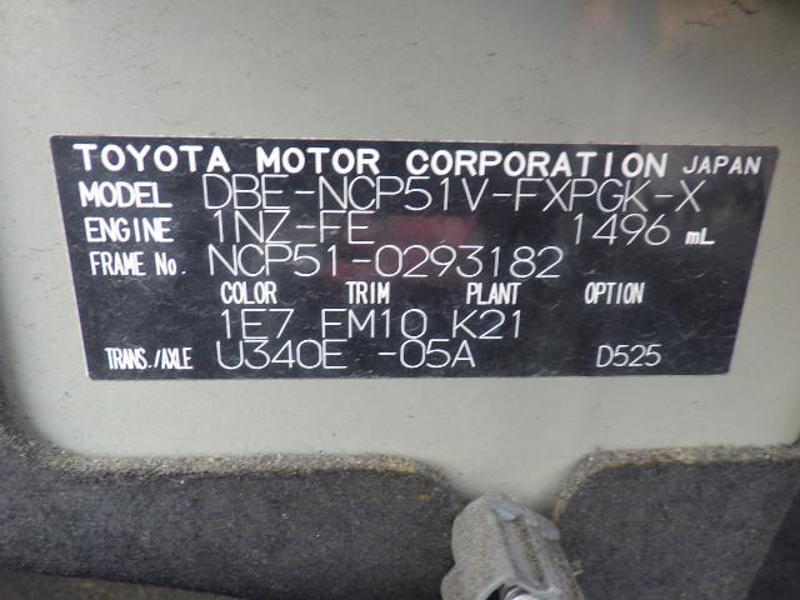 TOYOTA MOTOR CORPORATION JAPAN
MODEL DBE-NCP51V-FXPGK-X
ENGINE 1NZ-FE 1496 mL
FRAME No. NCP51-0293182
COLOR TRIM PLANT OPTION
1E7 FM10 K21
TRANS./AXLE U340E -05A D525